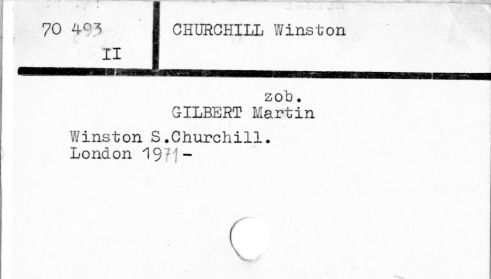 70 493
II
CHURCHILL Winston
zob.
GILBERT Martin
Winston S.Churchill.
London 1971-